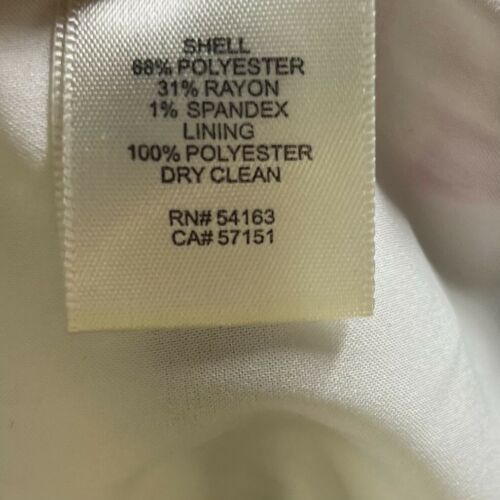 SHELL
68% POLYESTER
31% RAYON
1% SPANDEX
LINING
100% POLYESTER
DRY CLEAN
RN# 54163
CA# 57151